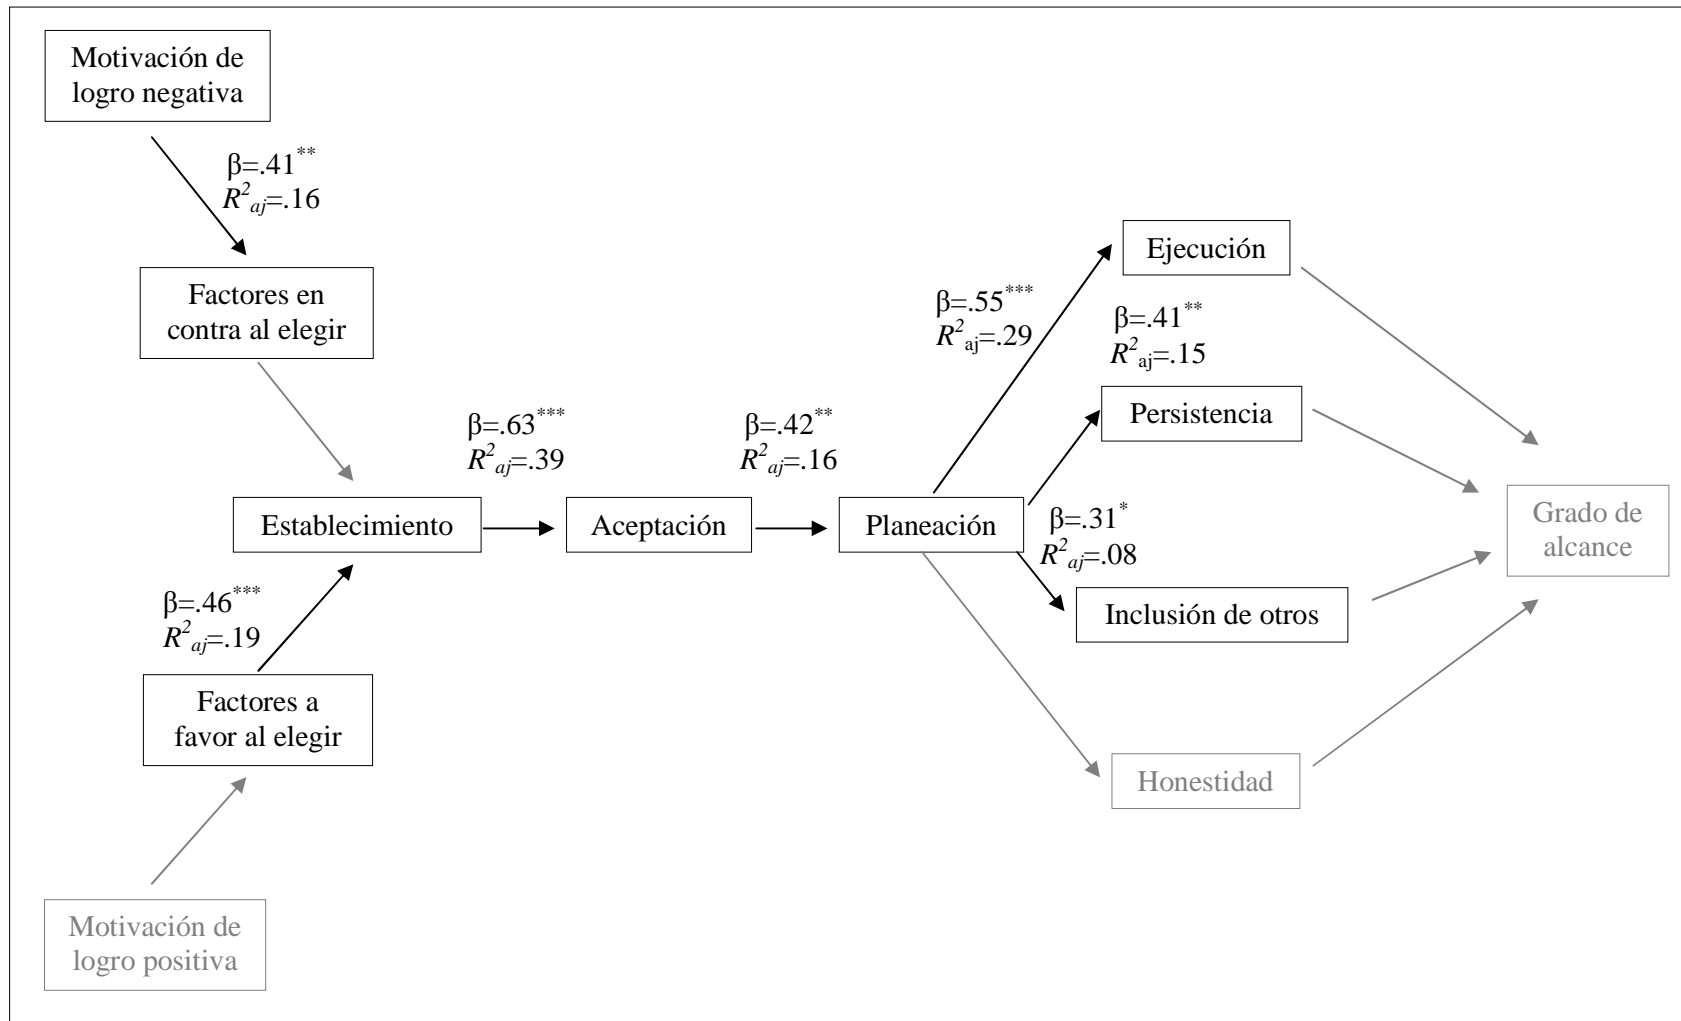 Motivación de
logro negativa
β=.41**
R²aj=.16
Factores en
contra al elegir
β=.63***
R²aj=.39
β=.42**
R²aj=.16
Establecimiento
Aceptación
Planeación
β=.46***
R²aj=.19
Factores a
favor al elegir
Motivación de
logro positiva
β=.55***
R²aj=.29
Ejecución
β=.41**
R²aj=.15
Persistencia
β=.31*
R²aj=.08
Inclusión de otros
Honestidad
Grado de
alcance